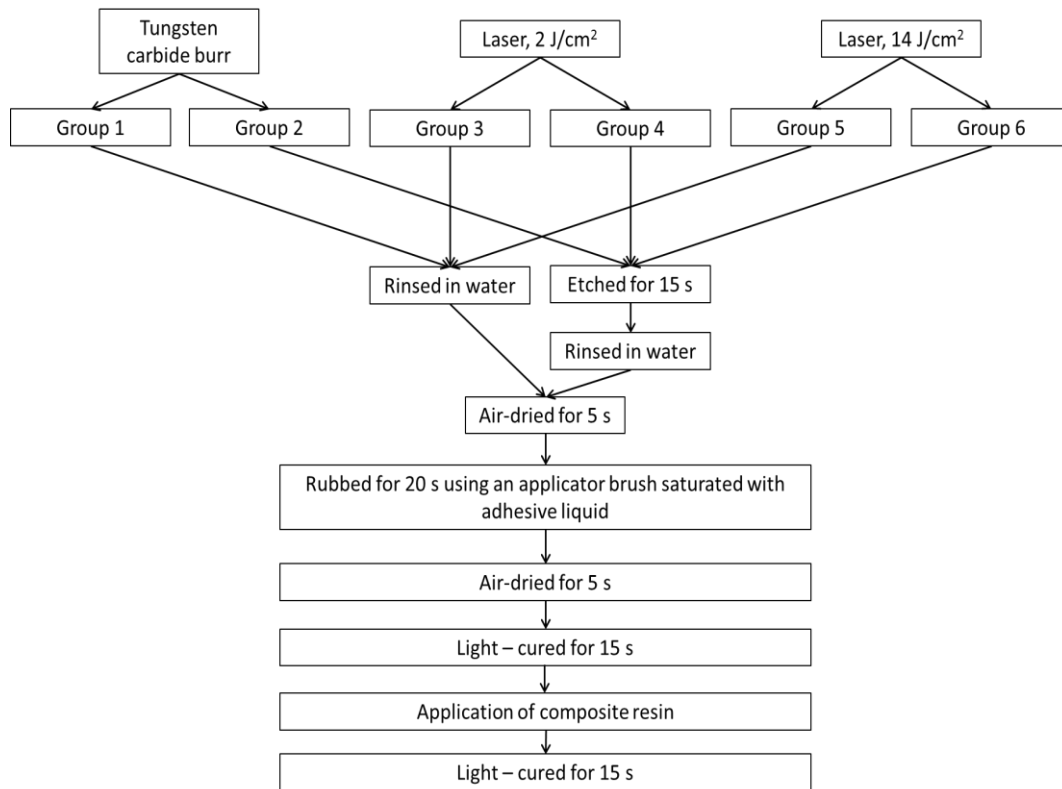 Tungsten
carbide burr
Laser, 2 J/cm²
Laser, 14 J/cm²
Group 1
Group 2
Group 3
Group 4
Group 5
Group 6
Rinsed in water
Etched for 15 s
Rinsed in water
Air-dried for 5 s
Rubbed for 20 s using an applicator brush saturated with
adhesive liquid
Air-dried for 5 s
Light – cured for 15 s
Application of composite resin
Light – cured for 15 s